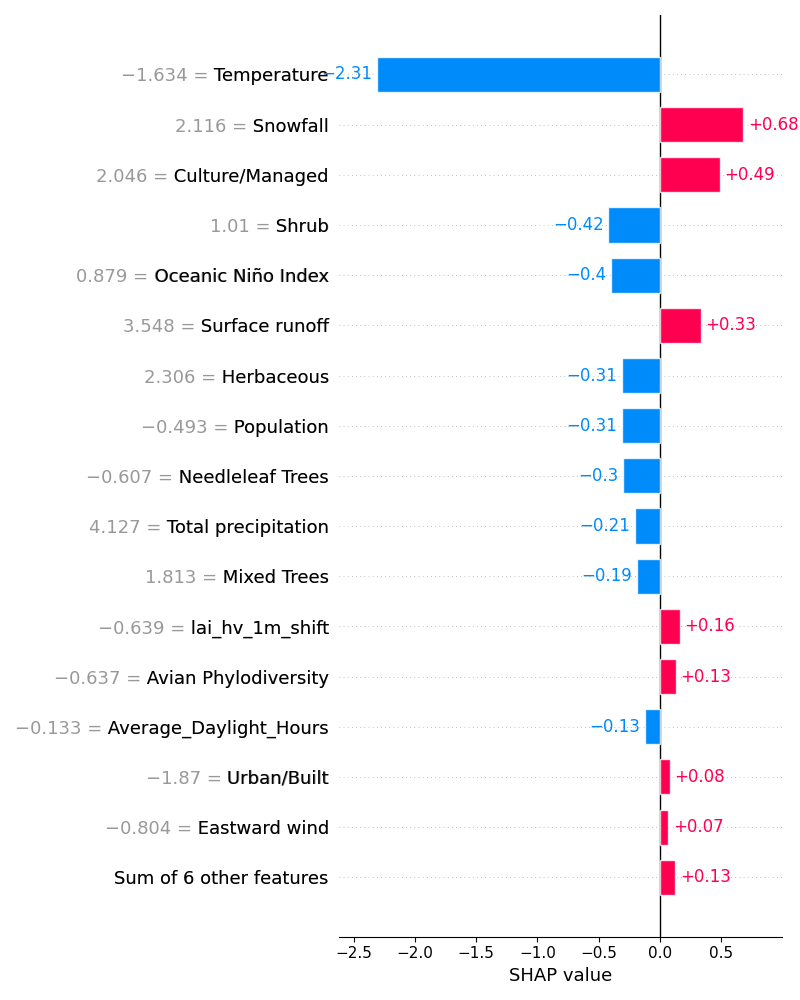 −1.634 = Temperature −2.31
2.116 = Snowfall +0.68
2.046 = Culture/Managed +0.49
1.01 = Shrub −0.42
0.879 = Oceanic Niño Index −0.4
3.548 = Surface runoff +0.33
2.306 = Herbaceous −0.31
−0.493 = Population −0.31
−0.607 = Needleleaf Trees −0.3
4.127 = Total precipitation −0.21
1.813 = Mixed Trees −0.19
−0.639 = lai_hv_1m_shift +0.16
−0.637 = Avian Phylodiversity +0.13
−0.133 = Average_Daylight_Hours −0.13
−1.87 = Urban/Built +0.08
−0.804 = Eastward wind +0.07
Sum of 6 other features +0.13
−2.5 −2.0 −1.5 −1.0 −0.5 0.0 0.5
SHAP value